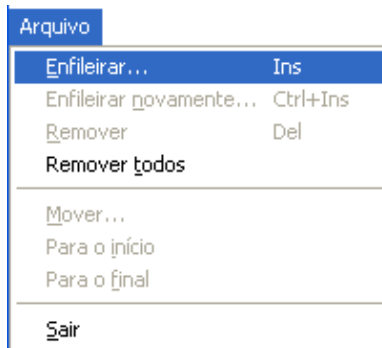 Arquivo
Enfileirar... Ins
Enfileirar novamente... Ctrl+Ins
Remover Del
Remover todos
Mover...
Para o início
Para o final
Sair